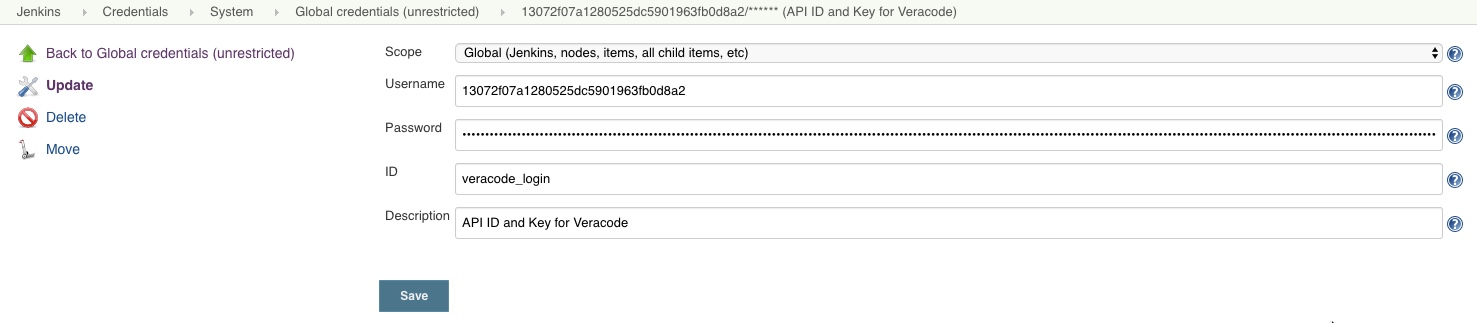 Jenkins Credentials System Global credentials (unrestricted) 13072f07a1280525dc5901963fb0d8a2/****** (API ID and Key for Veracode)
Back to Global credentials (unrestricted)
Update
Delete
Move
Scope Global (Jenkins, nodes, items, all child items, etc)
Username 13072f07a1280525dc5901963fb0d8a2
Password
ID veracode_login
Description API ID and Key for Veracode
Save